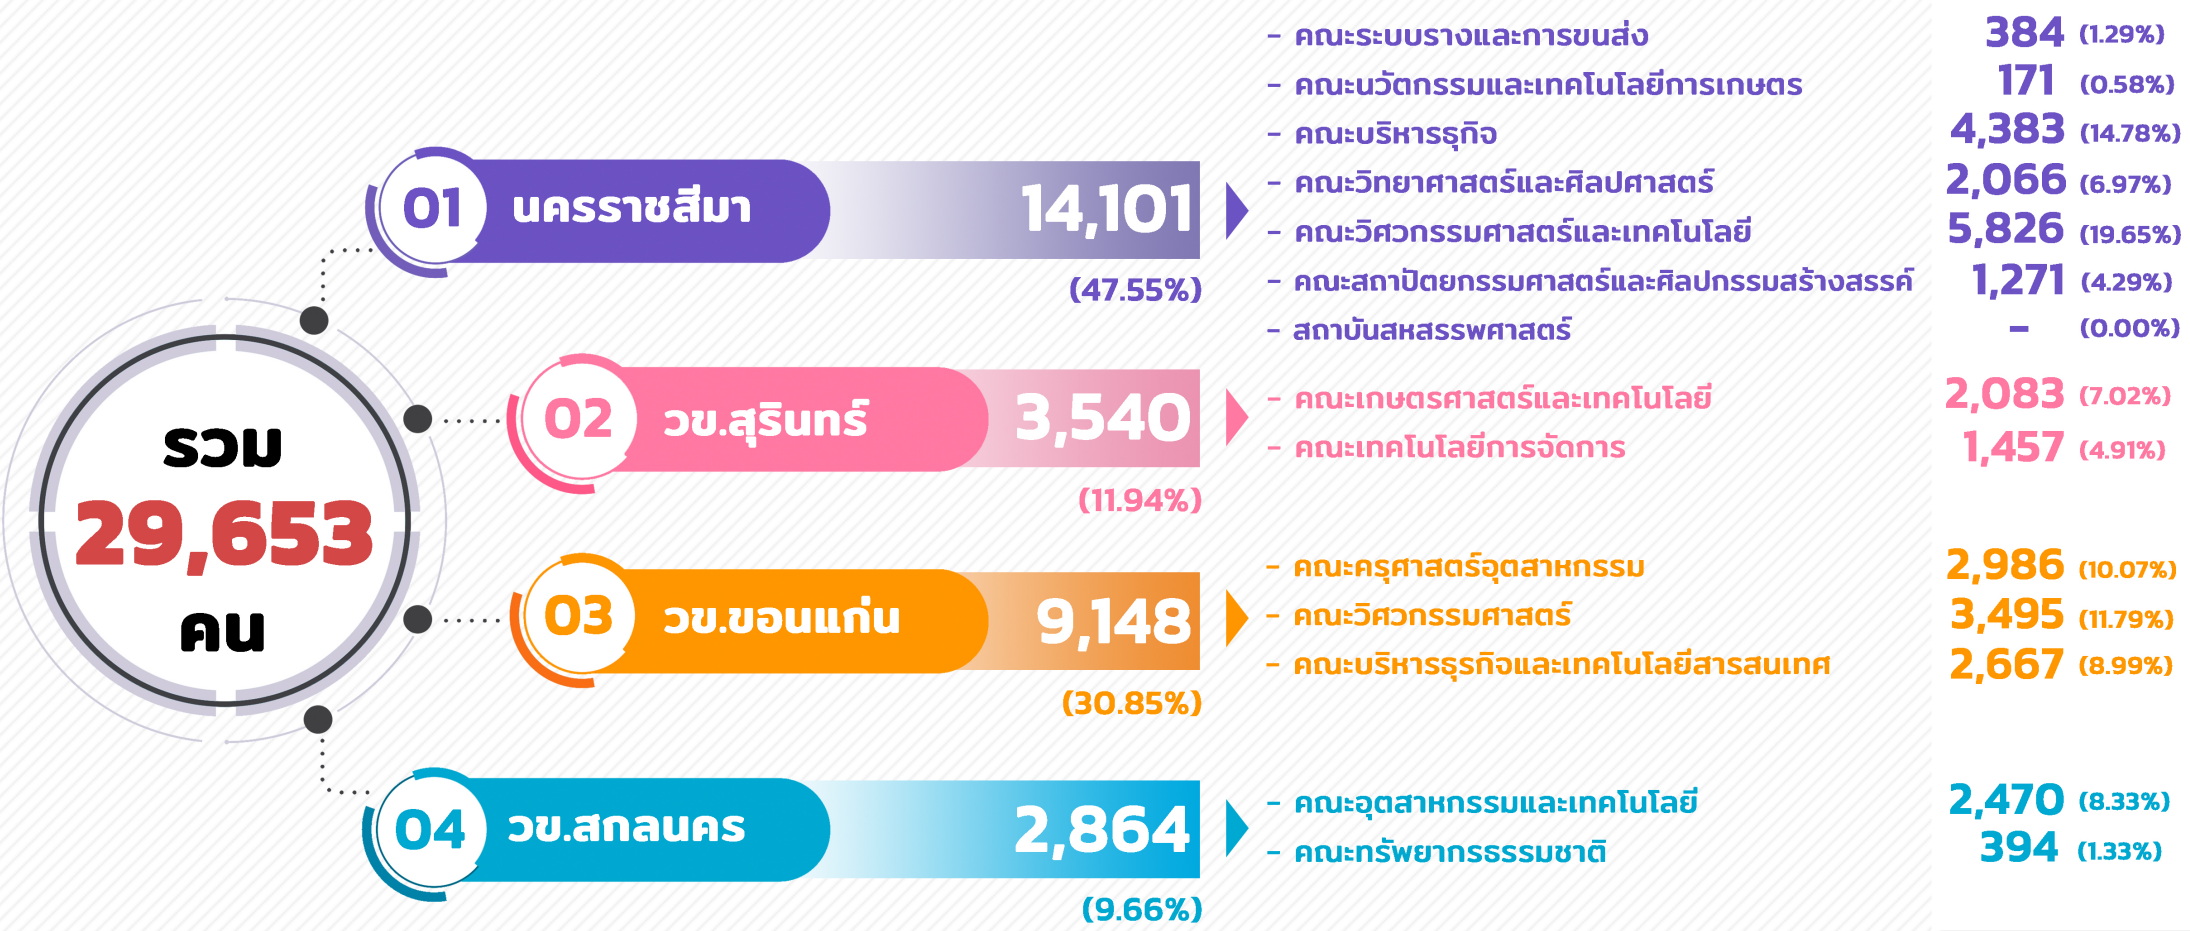 รวม
29,653
คน
01 นครราชสีมา 14,101
(47.55%)
- คณะระบบรางและการขนส่ง 384 (1.29%)
- คณะนวัตกรรมและเทคโนโลยีการเกษตร 171 (0.58%)
- คณะบริหารธุกิจ 4,383 (14.78%)
- คณะวิทยาศาสตร์และศิลปศาสตร์ 2,066 (6.97%)
- คณะวิศวกรรมศาสตร์และเทคโนโลยี 5,826 (19.65%)
- คณะสถาปัตยกรรมศาสตร์และศิลปกรรมสร้างสรรค์ 1,271 (4.29%)
- สถาบันสหสรรพศาสตร์ - (0.00%)
02 วข.สุรินทร์ 3,540
(11.94%)
- คณะเกษตรศาสตร์และเทคโนโลยี 2,083 (7.02%)
- คณะเทคโนโลยีการจัดการ 1,457 (4.91%)
03 วข.ขอนแก่น 9,148
(30.85%)
- คณะครุศาสตร์อุตสาหกรรม 2,986 (10.07%)
- คณะวิศวกรรมศาสตร์ 3,495 (11.79%)
- คณะบริหารธุรกิจและเทคโนโลยีสารสนเทศ 2,667 (8.99%)
04 วข.สกลนคร 2,864
(9.66%)
- คณะอุตสาหกรรมและเทคโนโลยี 2,470 (8.33%)
- คณะทรัพยากรธรรมชาติ 394 (1.33%)